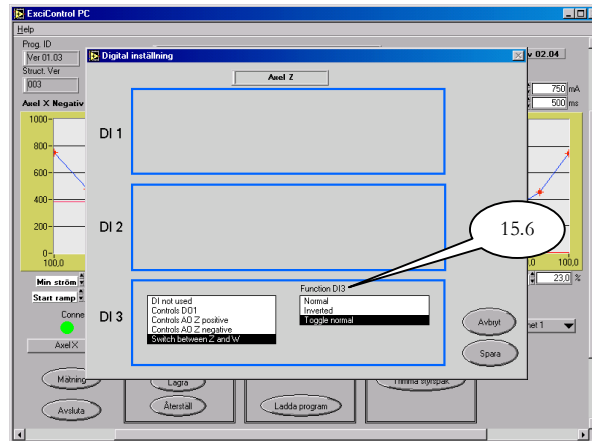 ExciControl PC
Help
Prog. ID
Ver 01.03
Struct. Ver
003
Axel X Negativ
v 02.04
750 mA
500 ms
Digital inställning
Axel Z
1000
800
600
400
200
0
100,0
0
100,0
DI 1
DI 2
DI 3
DI not used
Controls DO1
Controls AO Z positive
Controls AO Z negative
Switch between Z and W
Function DI3
Normal
Inverted
Toggle normal
15.6
Avbryt
Spara
Min ström
Start ramp
23,0 %
Conne
Axel X
net 1
Mätning
Lagra
Trimma styrspak
Avsluta
Återställ
Ladda program